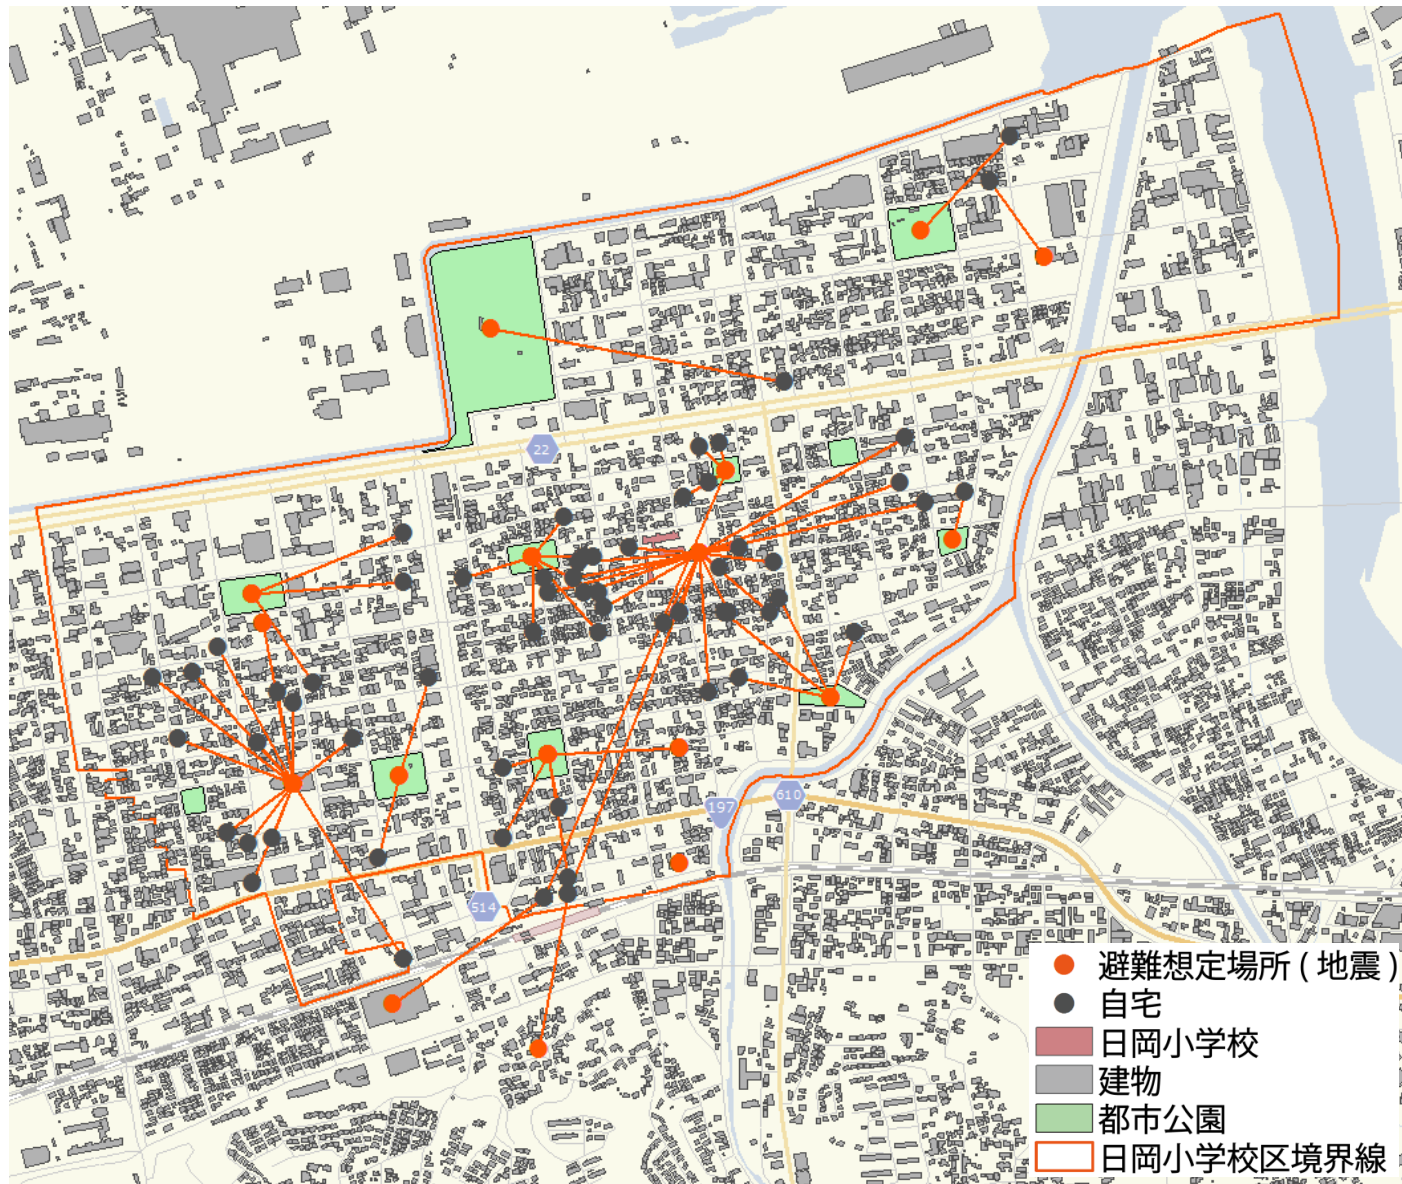 22
197
610
514
避難想定場所 ( 地震 )
自宅
日岡小学校
建物
都市公園
日岡小学校区境界線